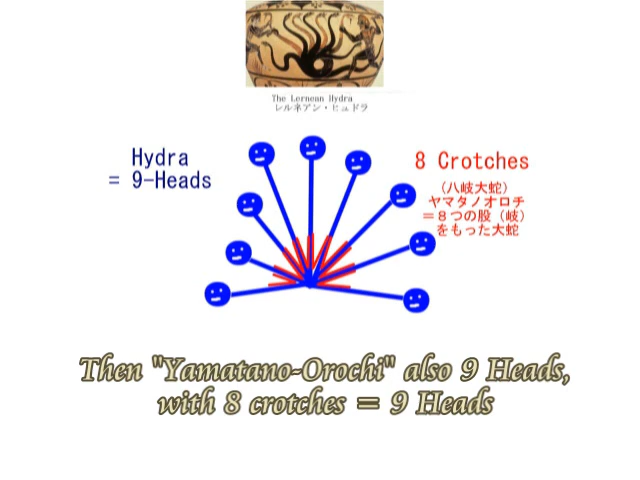 The Lernean Hydra
レルネアン・ヒュドラ
Hydra
= 9-Heads
8 Crotches
（八岐大蛇）
ヤマタノオロチ
＝８つの股（岐）
をもった大蛇
Then "Yamatano-Orochi" also 9 Heads,
with 8 crotches = 9 Heads